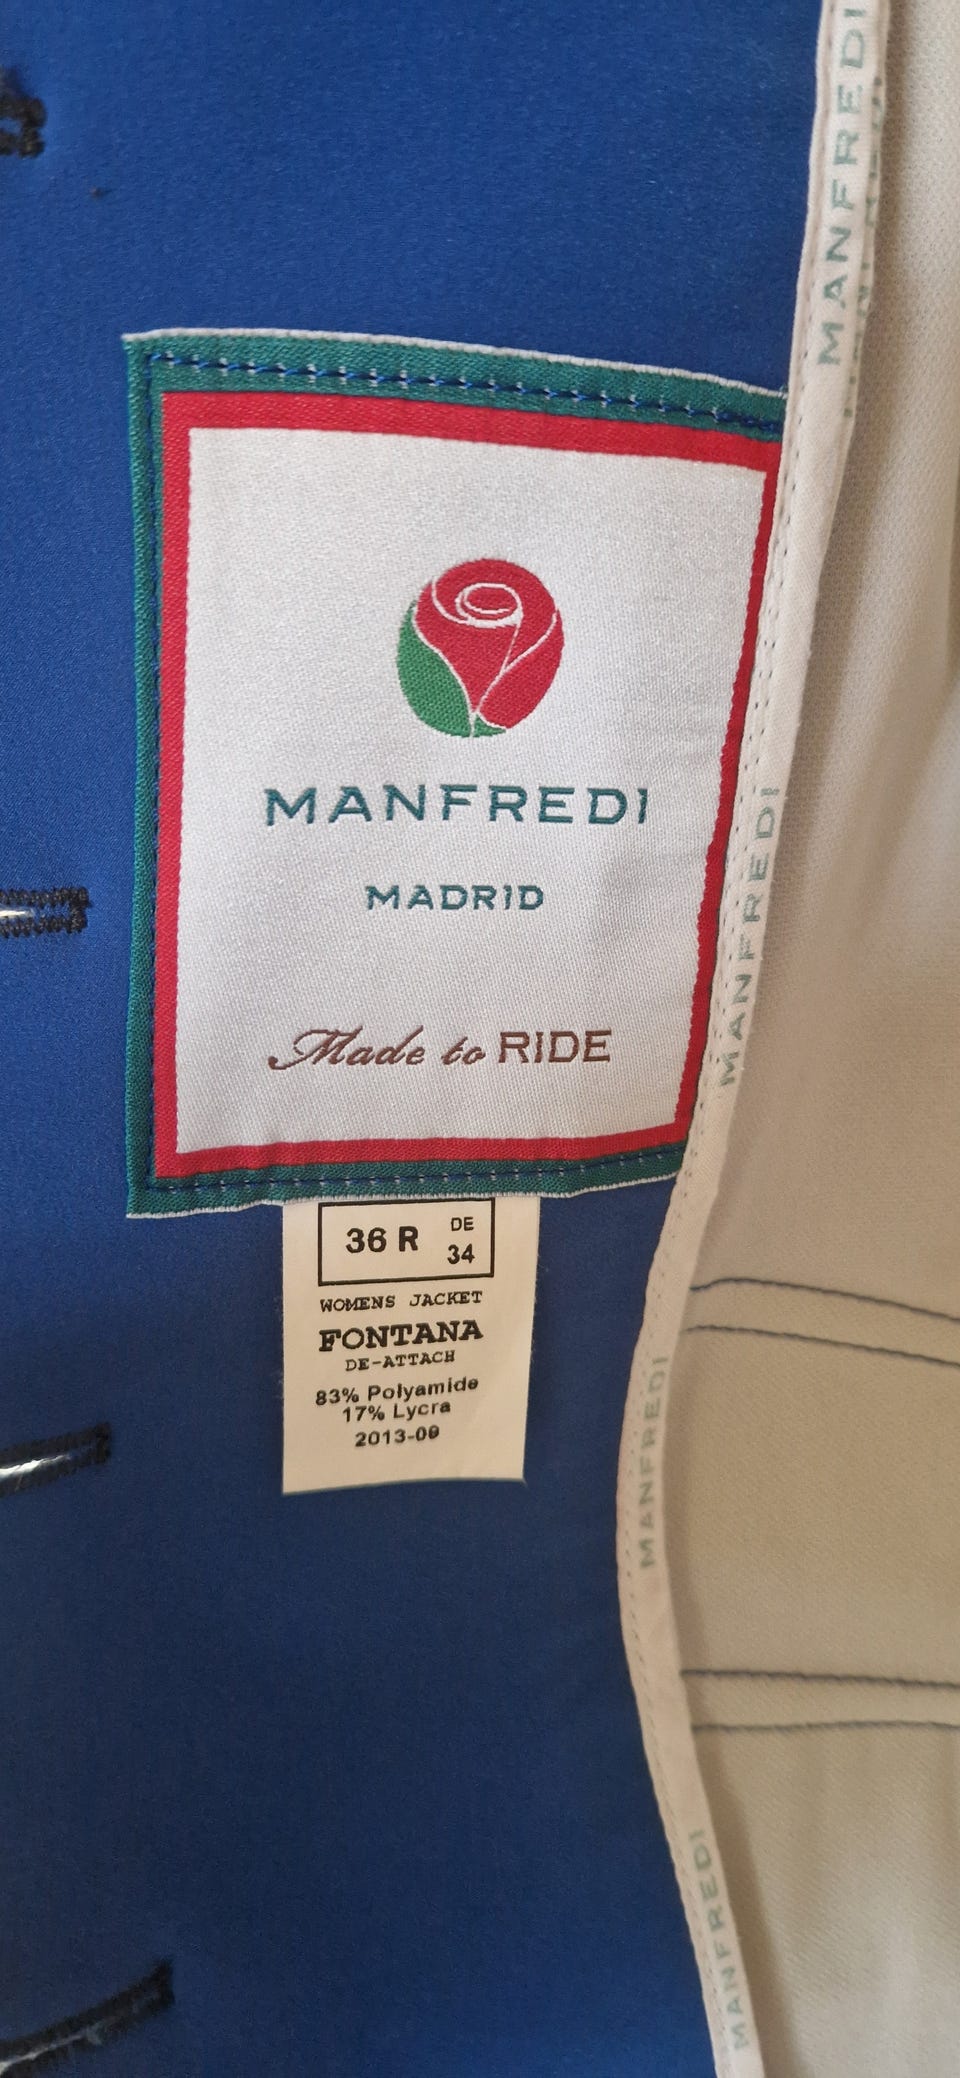 MANFREDI
MANFREDI
MADRID
Made to RIDE
MANFREDI
36 R DE 34
WOMENS JACKET
FONTANA
DE-ATTACH
83% Polyamide
17% Lycra
2013-09
MANFREDI
MANFREDI